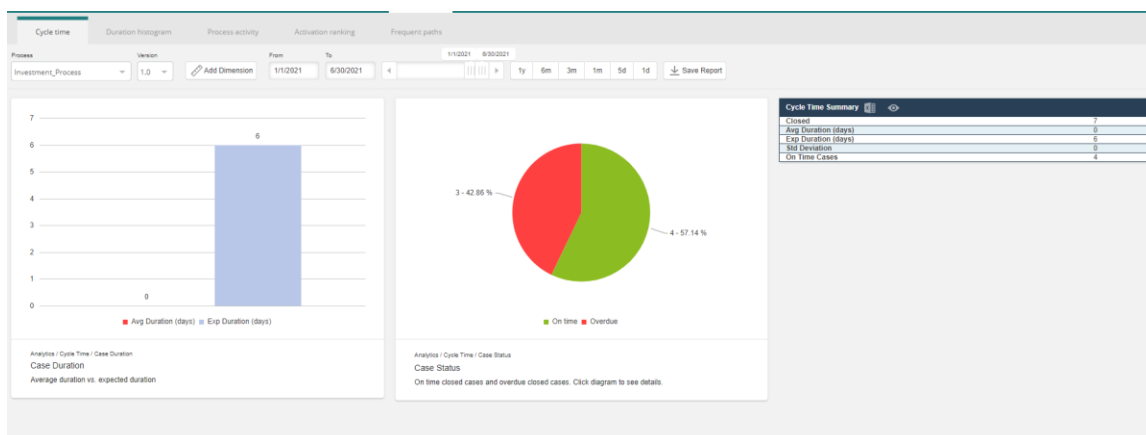 Cycle time Duration histogram Process activity Activation ranking Frequent paths
Process Version From To 1/1/2021 6/30/2021
Investment_Process 1.0 Add Dimension 1/1/2021 6/30/2021 1y 6m 3m 1m 5d 1d Save Report
7
6
5
4
3
2
1
0
6
0
Avg Duration (days) Exp Duration (days)
Analytics / Cycle Time / Case Duration
Case Duration
Average duration vs. expected duration
3 - 42.86 %
4 - 57.14 %
On time Overdue
Analytics / Cycle Time / Case Status
Case Status
On time closed cases and overdue closed cases. Click diagram to see details.
Cycle Time Summary
Closed 7
Avg Duration (days) 0
Exp Duration (days) 6
Std Deviation 0
On Time Cases 4